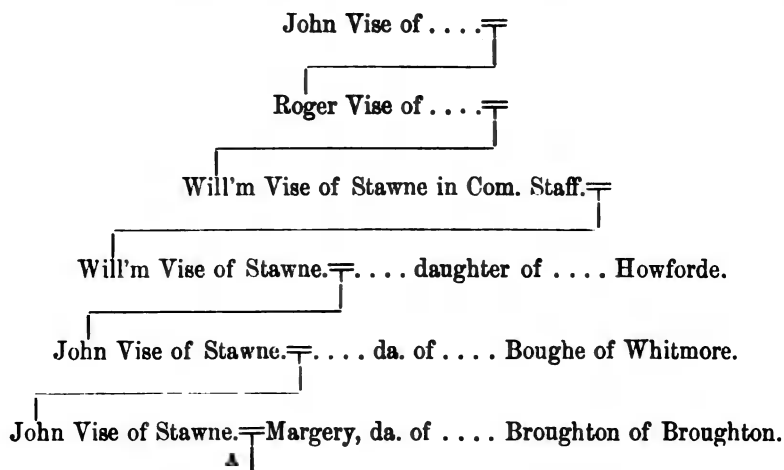 John Vise of ....
Roger Vise of ....
Will'm Vise of Stawne in Com. Staff.
Will'm Vise of Stawne. .... daughter of .... Howforde.
John Vise of Stawne. .... da. of .... Boughe of Whitmore.
John Vise of Stawne. Margery, da. of .... Broughton of Broughton.
A